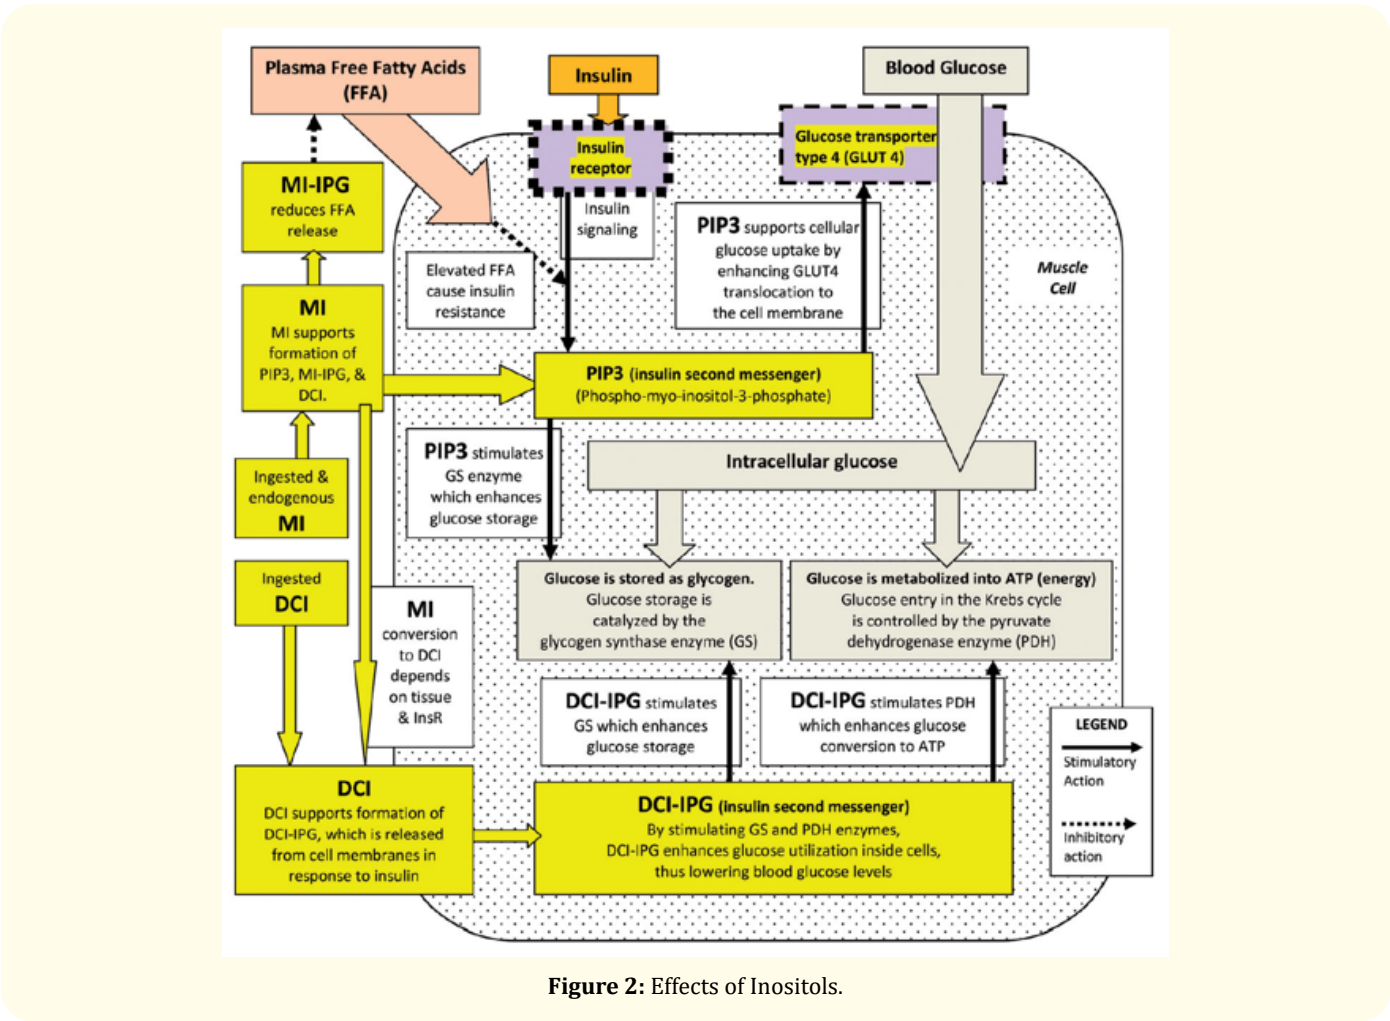 Plasma Free Fatty Acids
(FFA)
Insulin
Blood Glucose
Insulin
receptor
Glucose transporter
type 4 (GLUT 4)
MI-IPG
reduces FFA
release
Insulin
signaling
PIP3 supports cellular
glucose uptake by
enhancing GLUT4
translocation to
the cell membrane
Muscle
Cell
Elevated FFA
cause insulin
resistance
MI
MI supports
formation of
PIP3, MI-IPG, &
DCI.
PIP3 (insulin second messenger)
(Phospho-myo-inositol-3-phosphate)
PIP3 stimulates
GS enzyme
which enhances
glucose storage
Intracellular glucose
Ingested &
endogenous
MI
Ingested
DCI
Glucose is stored as glycogen.
Glucose storage is
catalyzed by the
glycogen synthase enzyme (GS)
Glucose is metabolized into ATP (energy)
Glucose entry in the Krebs cycle
is controlled by the pyruvate
dehydrogenase enzyme (PDH)
MI
conversion
to DCI
depends
on tissue
& InsR
DCI-IPG stimulates
GS which enhances
glucose storage
DCI-IPG stimulates PDH
which enhances glucose
conversion to ATP
LEGEND
Stimulatory
Action
Inhibitory
action
DCI
DCI supports formation of
DCI-IPG, which is released
from cell membranes in
response to insulin
DCI-IPG (insulin second messenger)
By stimulating GS and PDH enzymes,
DCI-IPG enhances glucose utilization inside cells,
thus lowering blood glucose levels
Figure 2: Effects of Inositols.